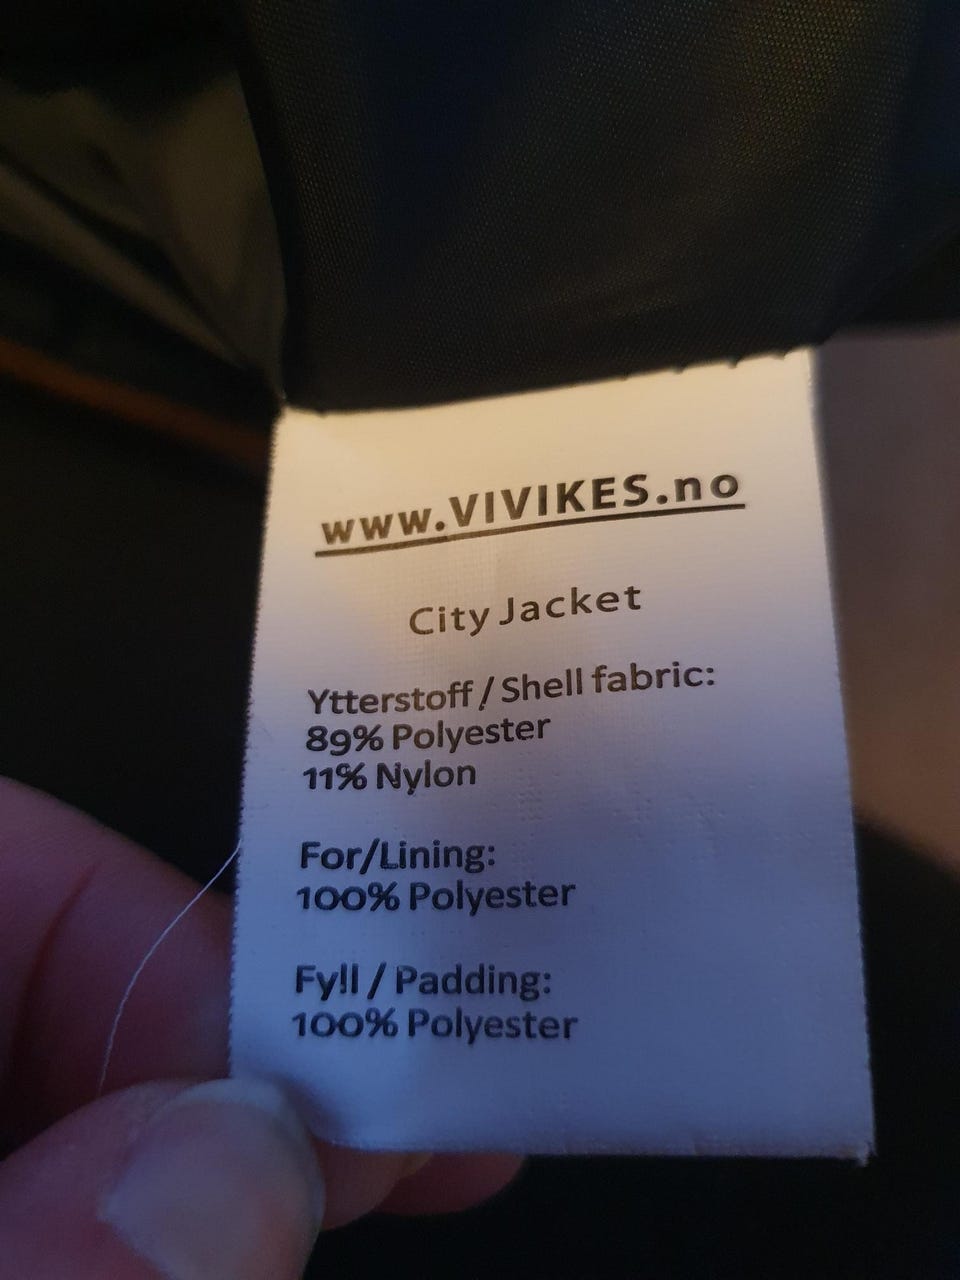 www.VIVIKES.no
City Jacket
Ytterstoff / Shell fabric:
89% Polyester
11% Nylon
For/Lining:
100% Polyester
Fyll / Padding:
100% Polyester